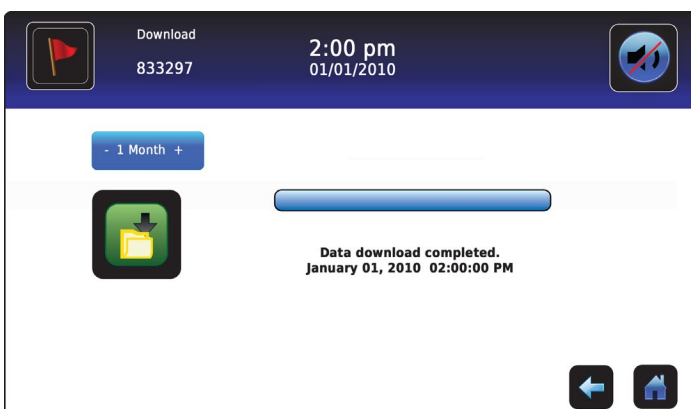 Download
833297
2:00 pm
01/01/2010
- 1 Month +
Data download completed.
January 01, 2010 02:00:00 PM